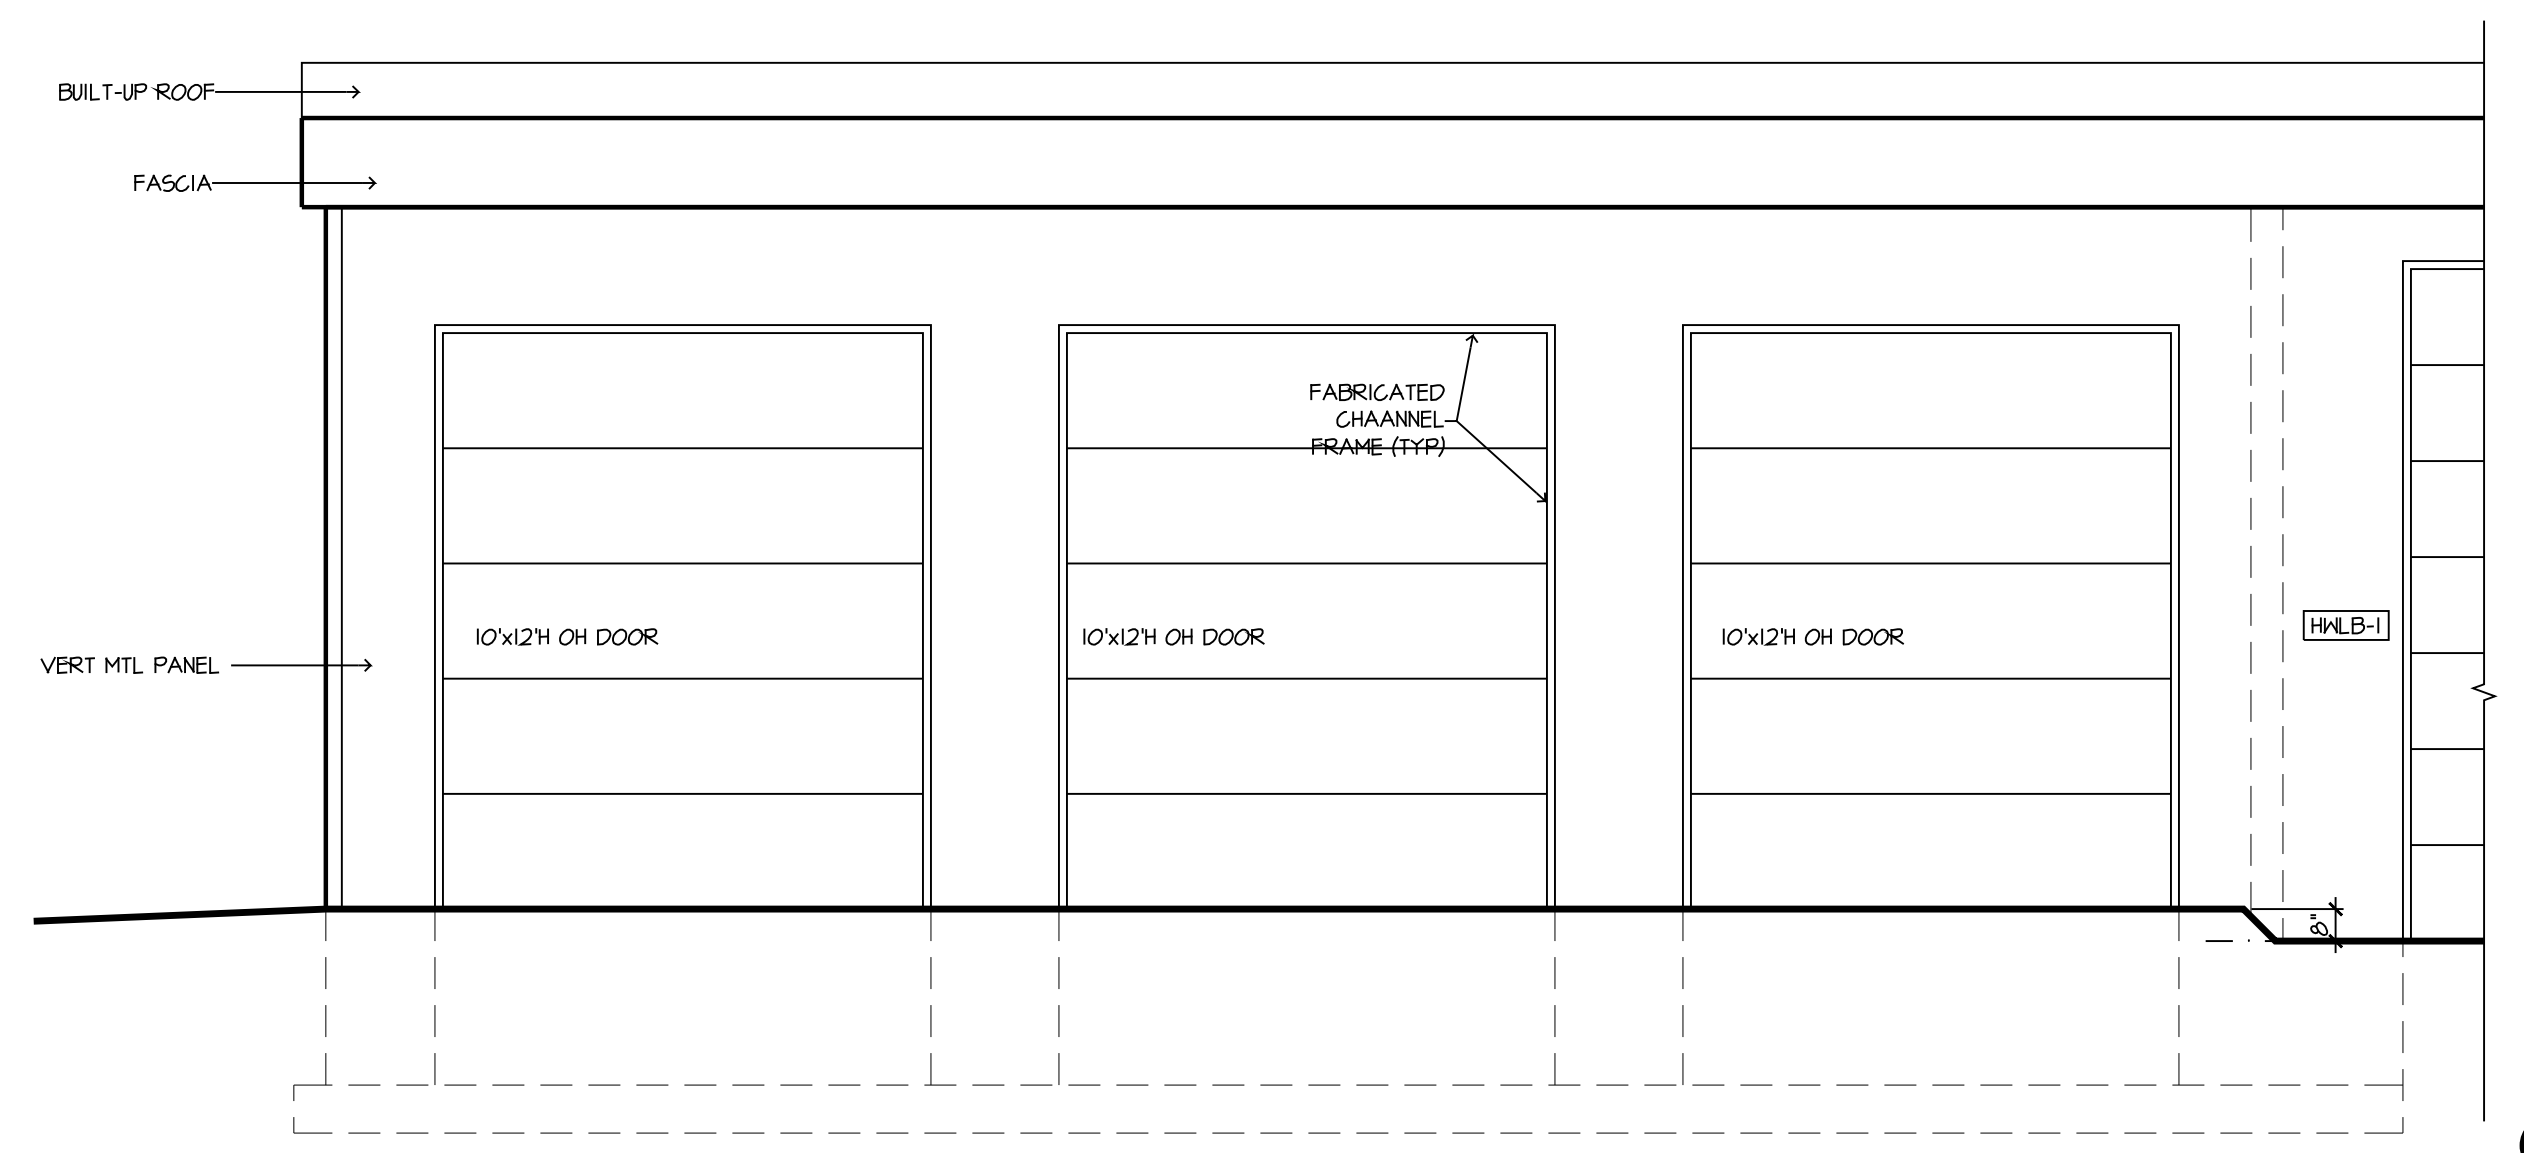 BUILT-UP ROOF
FASCIA
FABRICATED
CHAANNEL
FRAME (TYP)
10'x12'H OH DOOR
10'x12'H OH DOOR
10'x12'H OH DOOR
HWLB-1
VERT MTL PANEL
8"